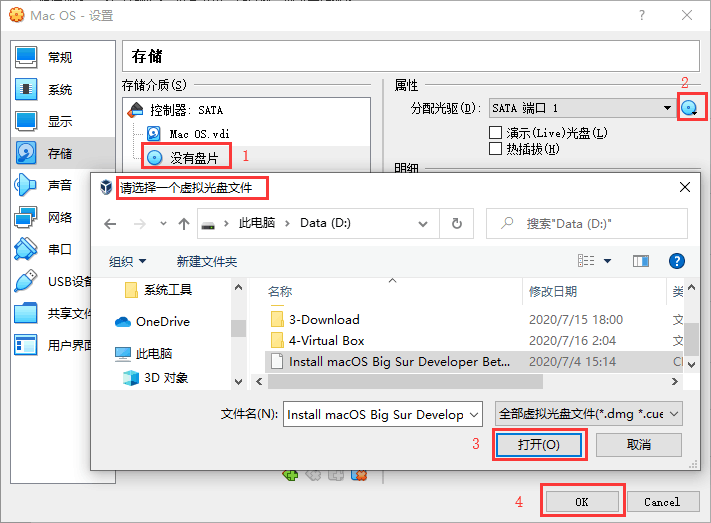 Mac OS - 设置
常规
系统
显示
存储
声音
网络
串口
USB设备
共享文件
用户界面
存储
存储介质(S)
控制器: SATA
Mac OS.vdi
没有盘片
1
属性
2
分配光驱(D): SATA 端口 1
演示(Live)光盘(L)
热插拔(H)
明细
请选择一个虚拟光盘文件
此电脑 > Data (D:)
搜索"Data (D:)"
组织
新建文件夹
系统工具
OneDrive
此电脑
3D 对象
名称
修改日期
类
3-Download
2020/7/15 18:00
文
4-Virtual Box
2020/7/16 2:04
文
Install macOS Big Sur Developer Bet...
2020/7/4 15:14
文件名(N):
Install macOS Big Sur Develop
全部虚拟光盘文件(*.dmg *.cue
3
打开(O)
取消
4
OK
Cancel